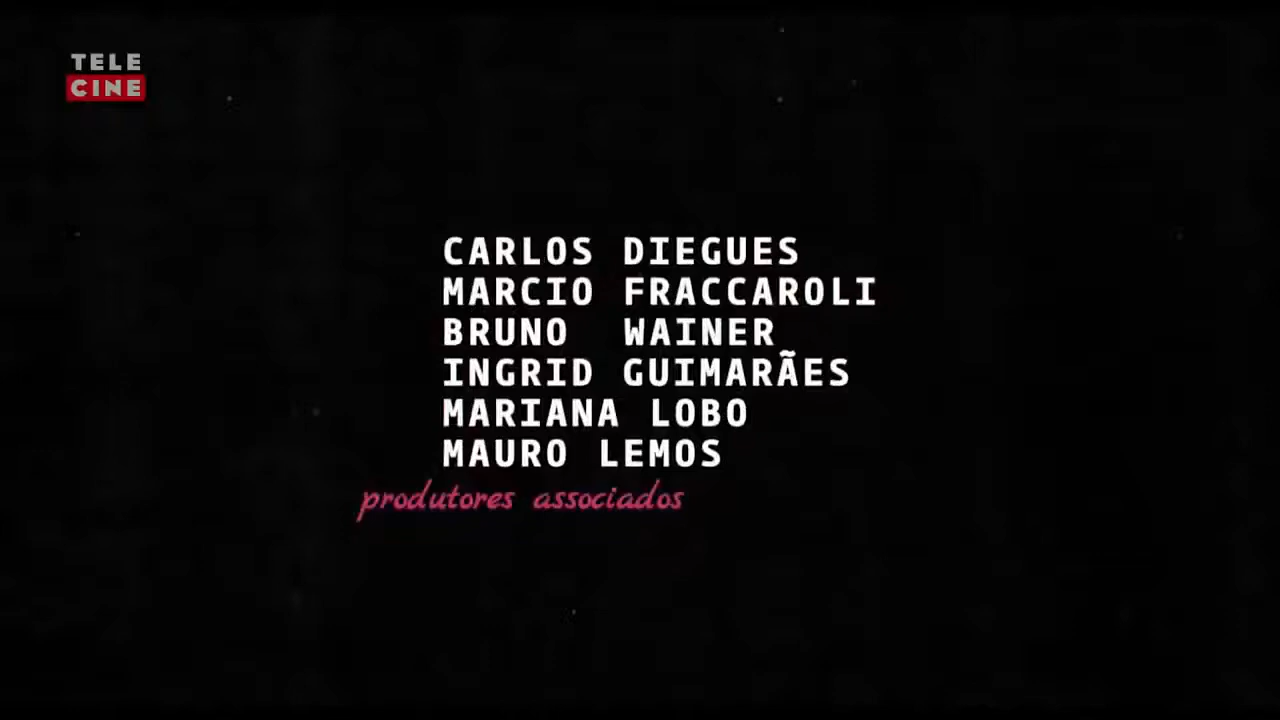 TELE
CINE
CARLOS DIEGUES
MARCIO FRACCAROLI
BRUNO WAINER
INGRID GUIMARÃES
MARIANA LOBO
MAURO LEMOS
produtores associados